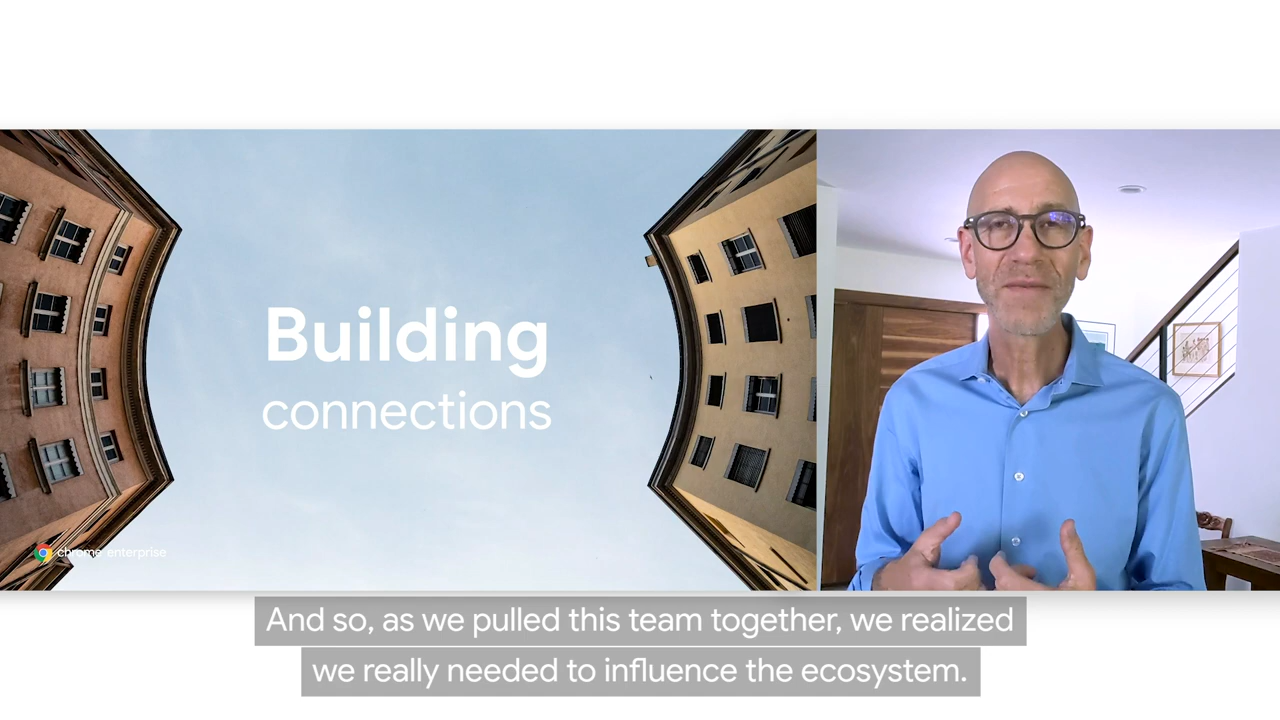 Building
connections
chrome enterprise
And so, as we pulled this team together, we realized
we really needed to influence the ecosystem.